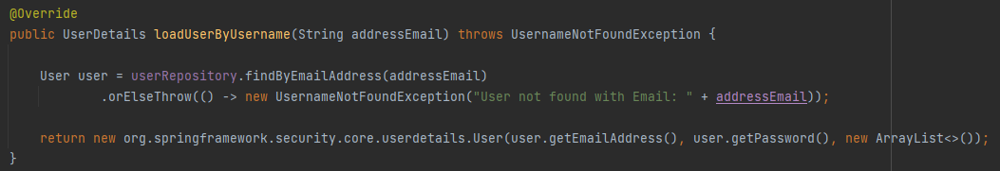 @Override
public UserDetails loadUserByUsername(String addressEmail) throws UsernameNotFoundException {
User user = userRepository.findByEmailAddress(addressEmail)
.orElseThrow(() -> new UsernameNotFoundException("User not found with Email: " + addressEmail));
return new org.springframework.security.core.userdetails.User(user.getEmailAddress(), user.getPassword(), new ArrayList<>());
}